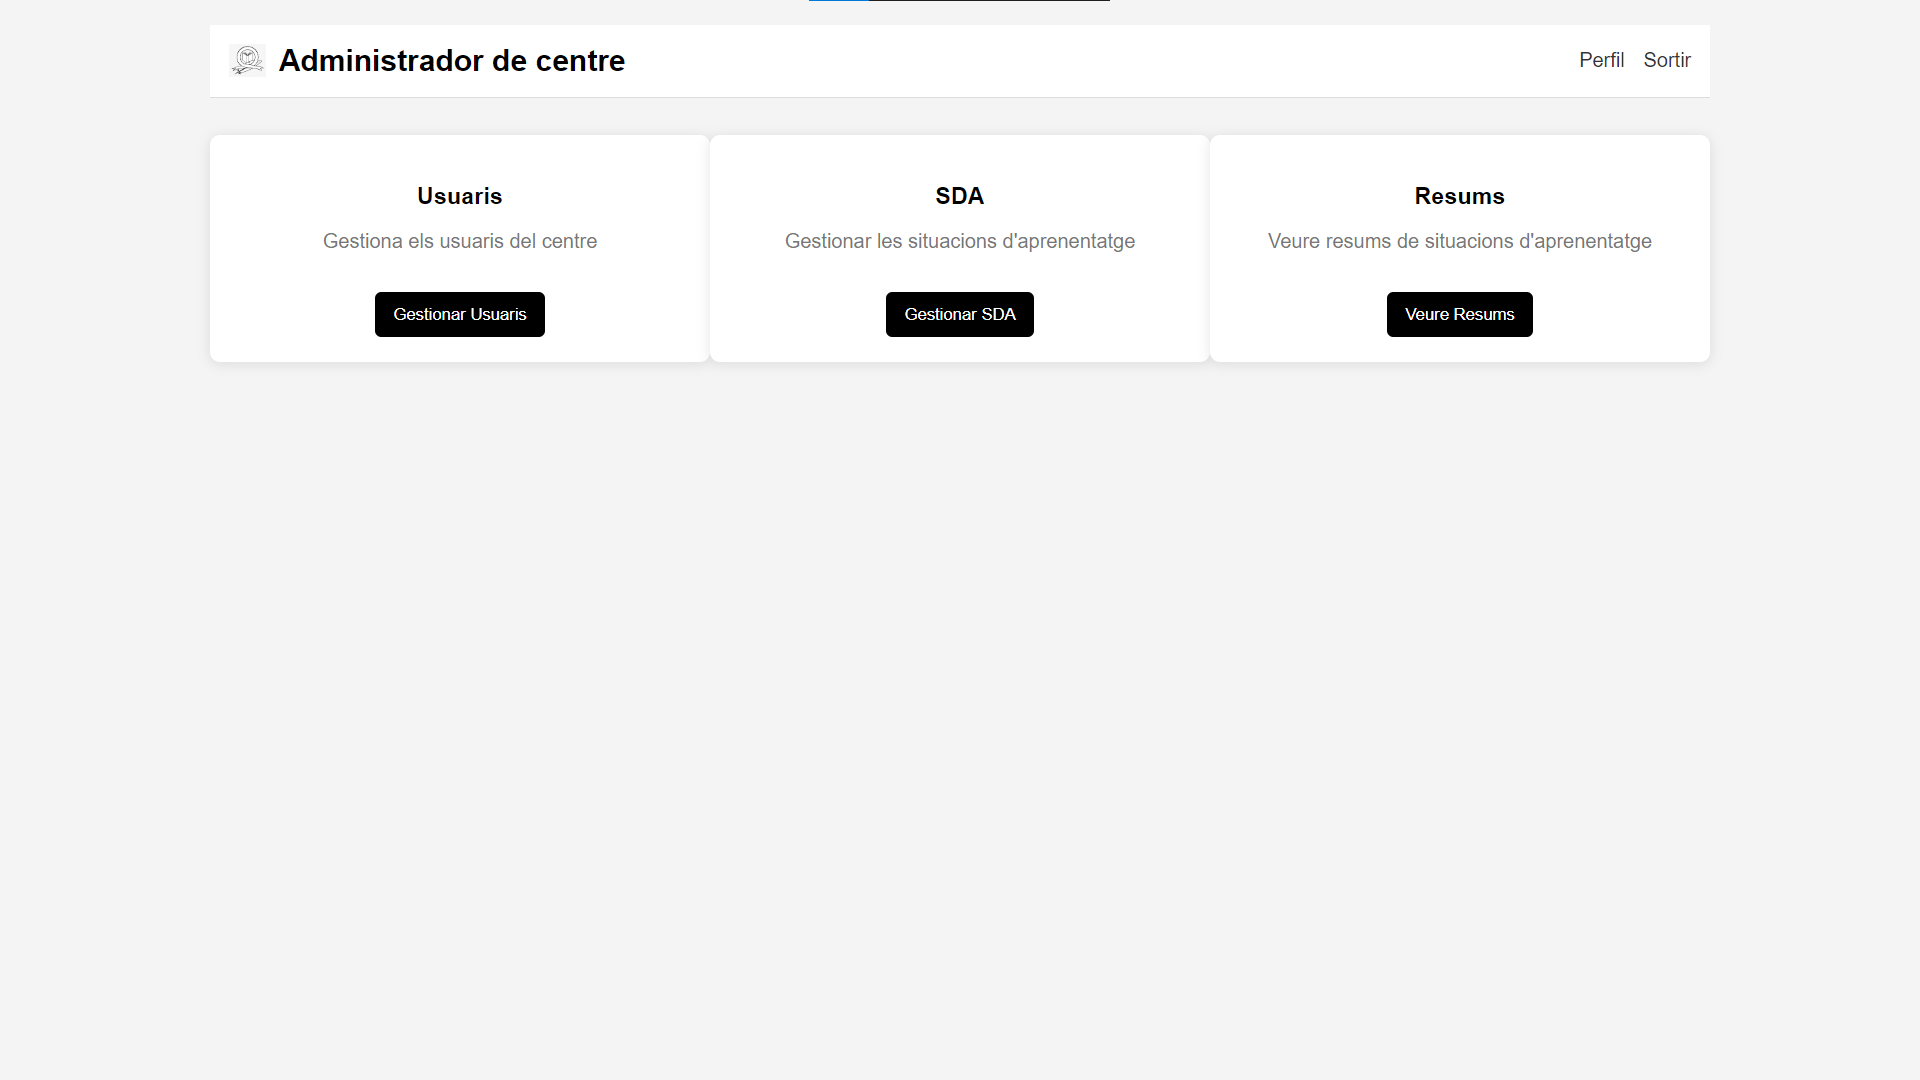 Administrador de centre
Perfil Sortir
Usuaris
Gestiona els usuaris del centre
Gestionar Usuaris
SDA
Gestionar les situacions d'aprenentatge
Gestionar SDA
Resums
Veure resums de situacions d'aprenentatge
Veure Resums